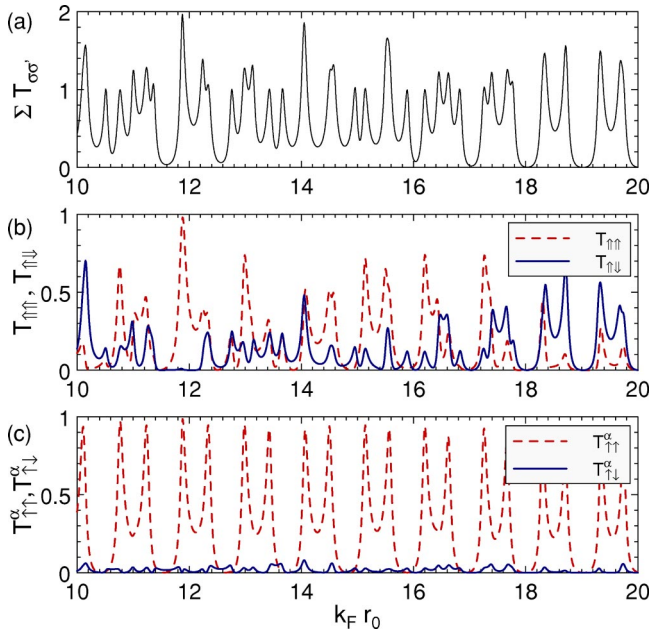 (a)
Σ T_σσ'
2
1
0
10 12 14 16 18 20
(b)
T_⇑⇑, T_⇑⇓
1
0.5
0
T_⇑⇑
T_⇑⇓
10 12 14 16 18 20
(c)
T^α_↑↑, T^α_↑↓
1
0.5
0
T^α_↑↑
T^α_↑↓
10 12 14 16 18 20
k_F r_0